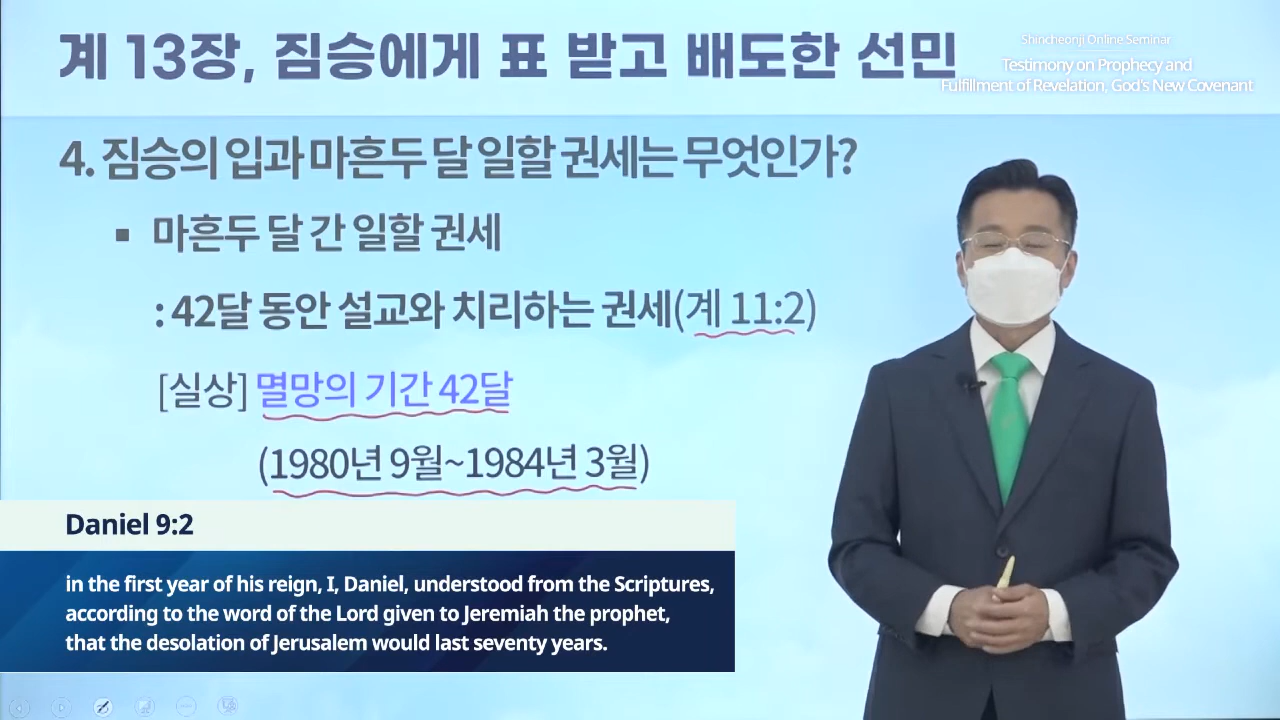 계 13장, 짐승에게 표 받고 배도한 선민
Shincheonji Online Seminar
Testimony on Prophecy and
Fulfillment of Revelation, God's New Covenant
4. 짐승의 입과 마흔두 달 일할 권세는 무엇인가?
▪ 마흔두 달 간 일할 권세
: 42달 동안 설교와 치리하는 권세(계 11:2)
[실상] 멸망의 기간 42달
(1980년 9월~1984년 3월)
Daniel 9:2
in the first year of his reign, I, Daniel, understood from the Scriptures,
according to the word of the Lord given to Jeremiah the prophet,
that the desolation of Jerusalem would last seventy years.